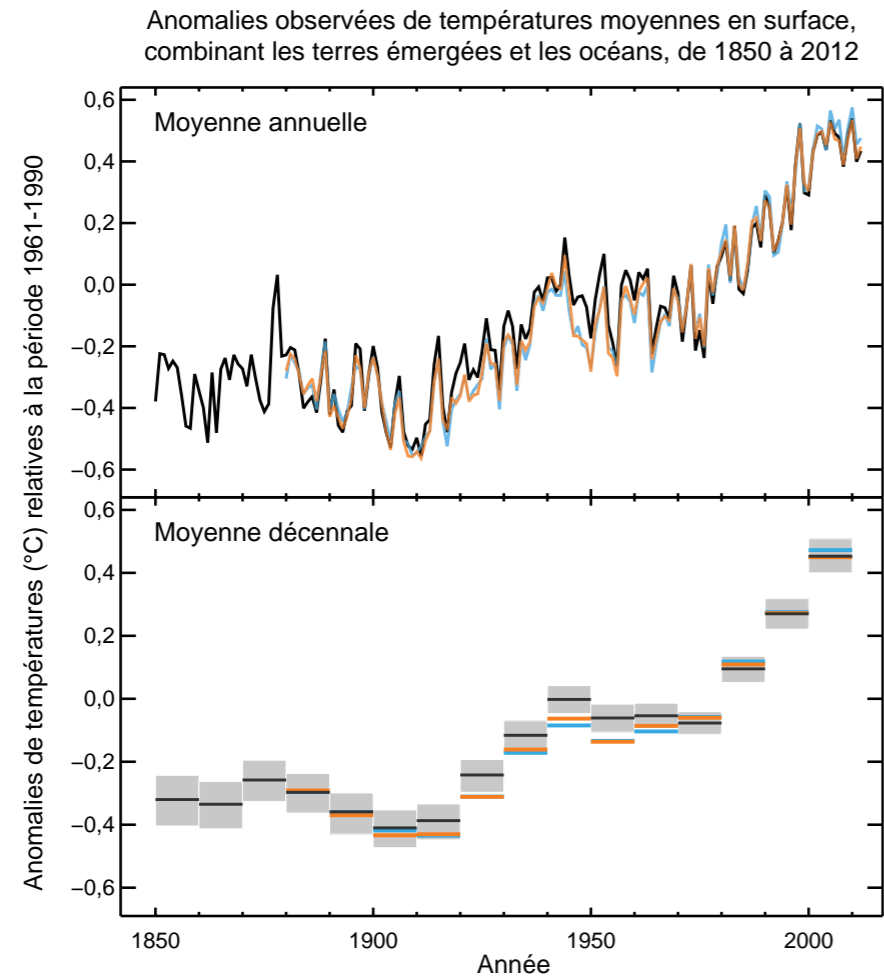 Anomalies observées de températures moyennes en surface,
combinant les terres émergées et les océans, de 1850 à 2012
Anomalies de températures (°C) relatives à la période 1961-1990
Moyenne annuelle
0,6
0,4
0,2
0,0
−0,2
−0,4
−0,6
Moyenne décennale
0,6
0,4
0,2
0,0
−0,2
−0,4
−0,6
1850 1900 1950 2000
Année